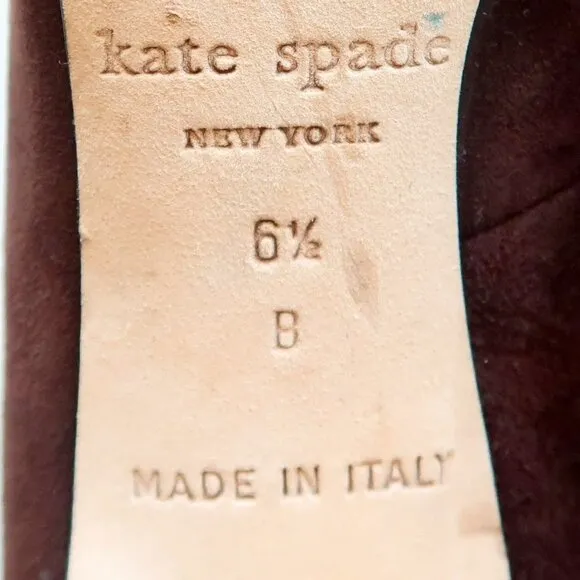 kate spade
NEW YORK
6½
B
MADE IN ITALY